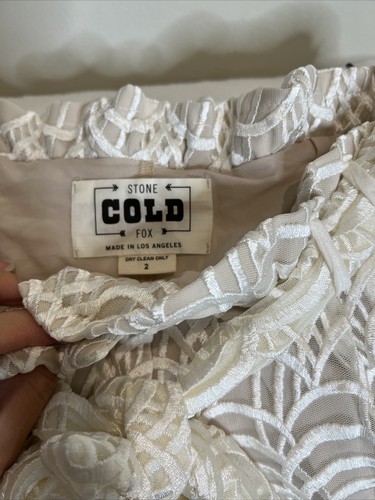 STONE
COLD
FOX
MADE IN LOS ANGELES
DRY CLEAN ONLY
2